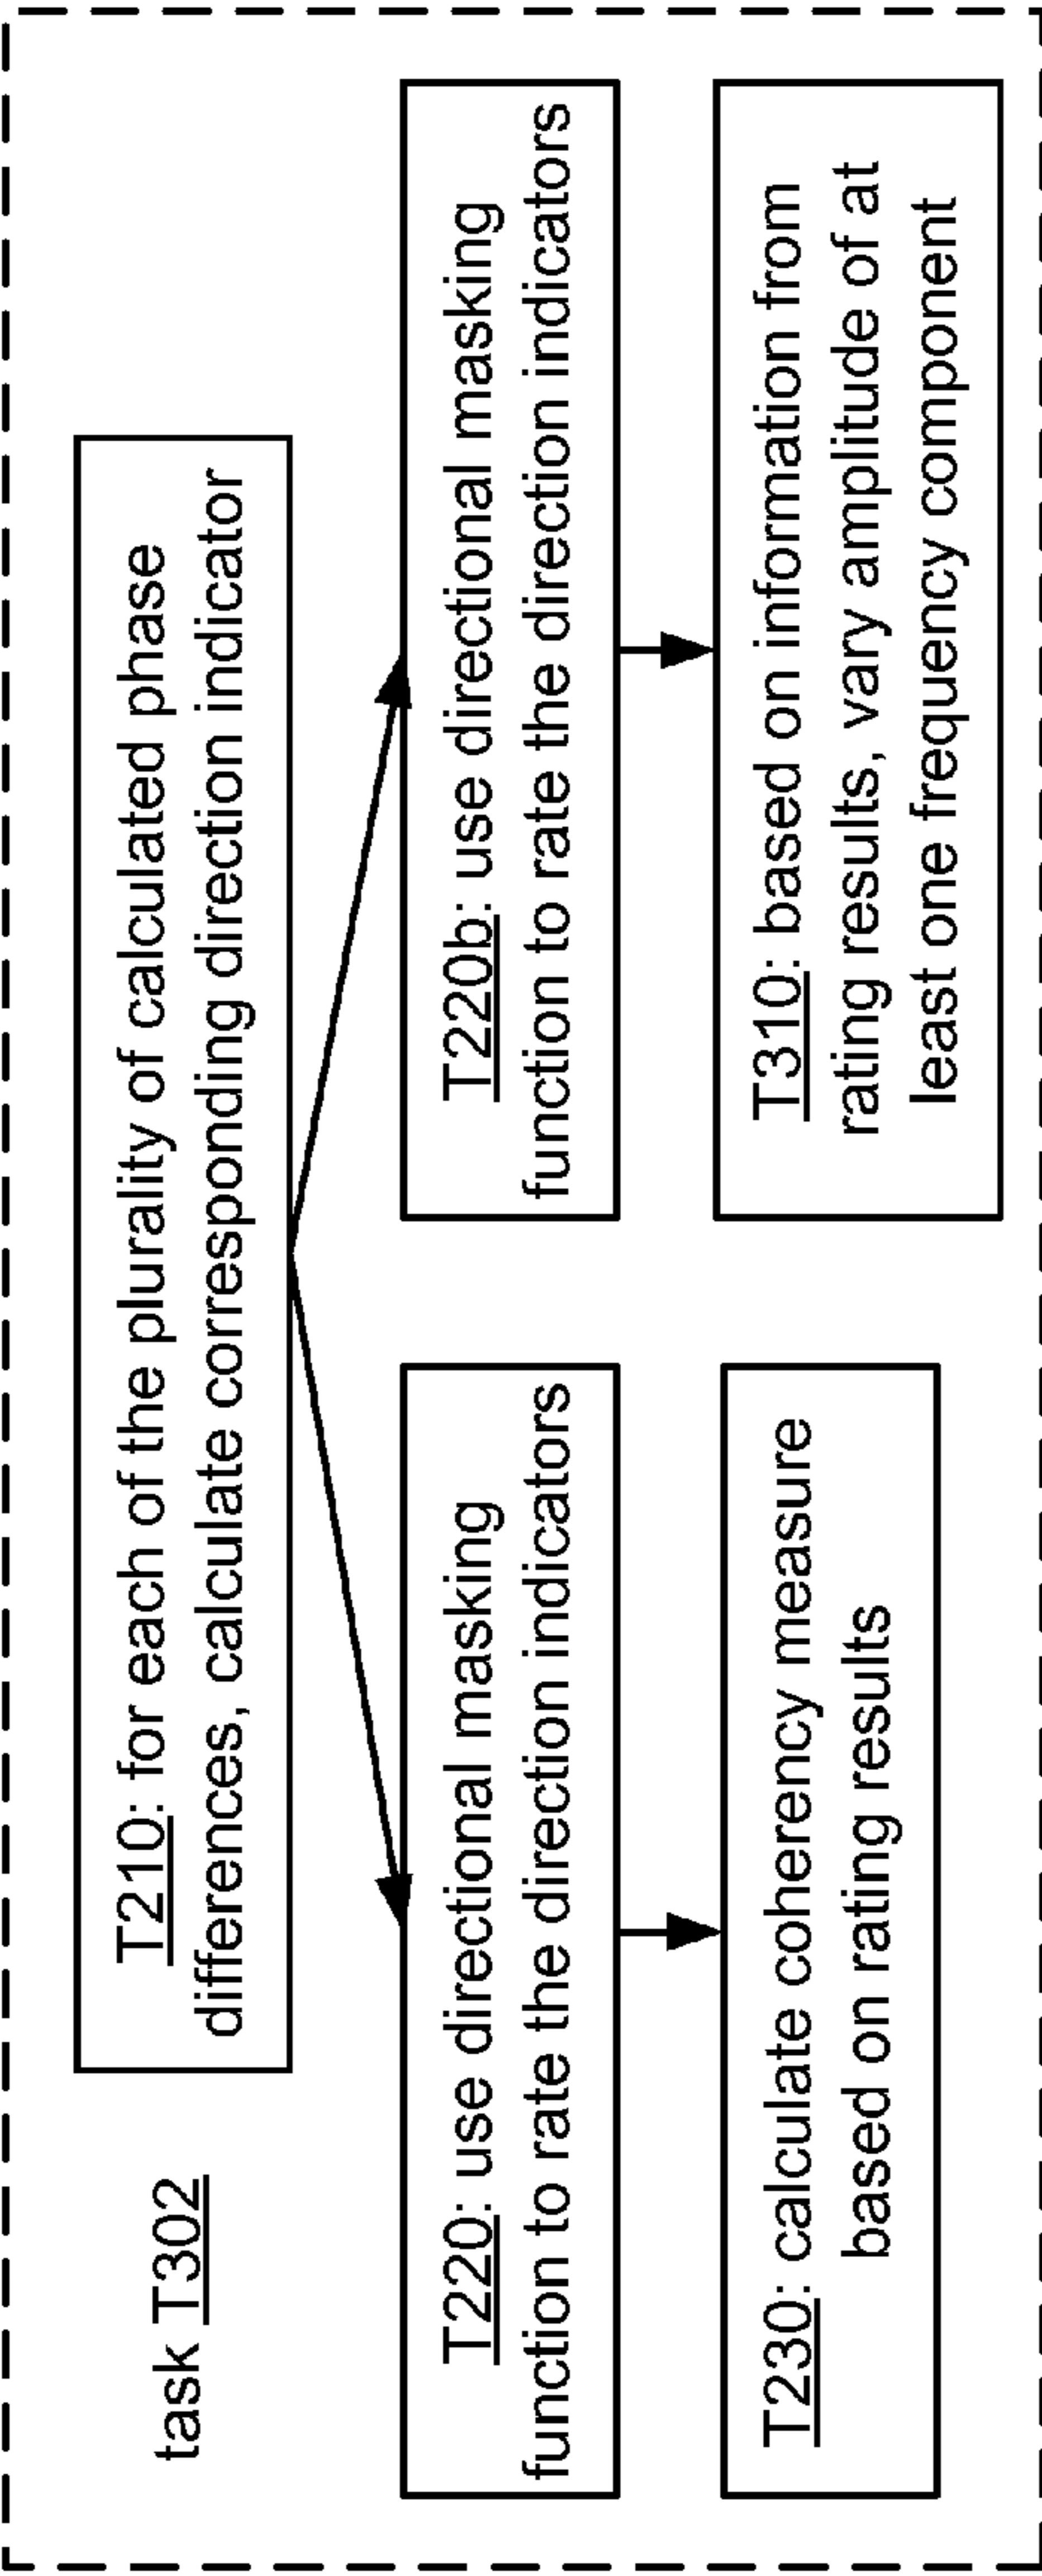 task T302
T210: for each of the plurality of calculated phase
differences, calculate corresponding direction indicator
T220: use directional masking
function to rate the direction indicators
T220b: use directional masking
function to rate the direction indicators
T230: calculate coherency measure
based on rating results
T310: based on information from
rating results, vary amplitude of at
least one frequency component